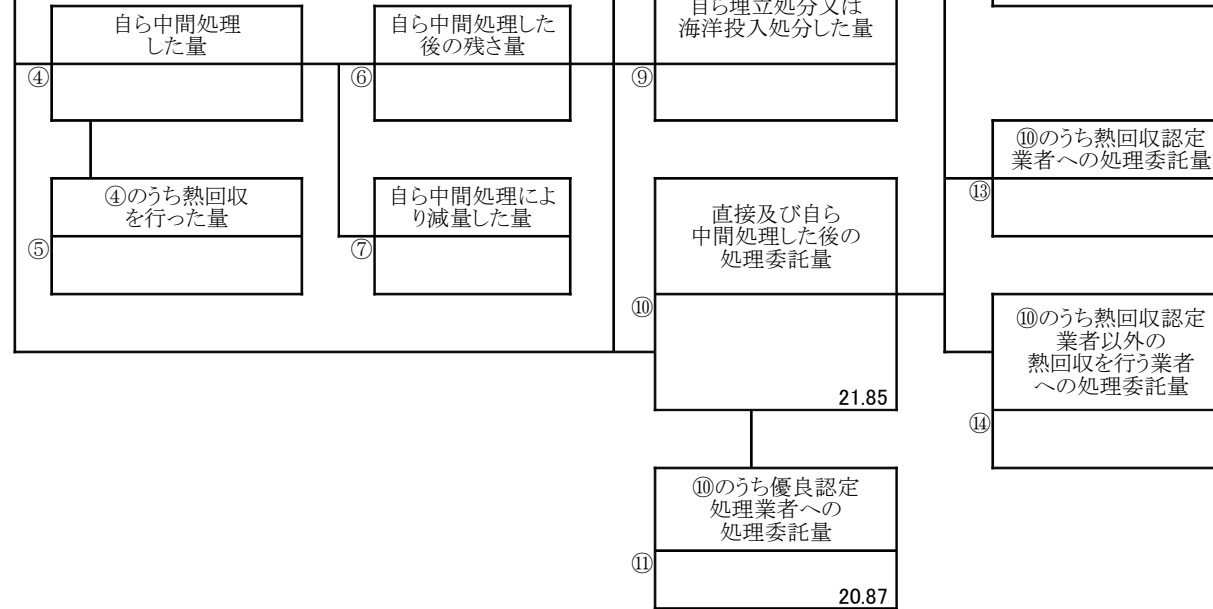 自ら中間処理
した量
④
自ら中間処理した
後の残さ量
⑥
自ら埋立処分又は
海洋投入処分した量
⑨
⑩のうち熱回収認定
業者への処理委託量
⑬
④のうち熱回収
を行った量
⑤
自ら中間処理によ
り減量した量
⑦
直接及び自ら
中間処理した後の
処理委託量
⑩
21.85
⑩のうち熱回収認定
業者以外の
熱回収を行う業者
への処理委託量
⑭
⑩のうち優良認定
処理業者への
処理委託量
⑪
20.87